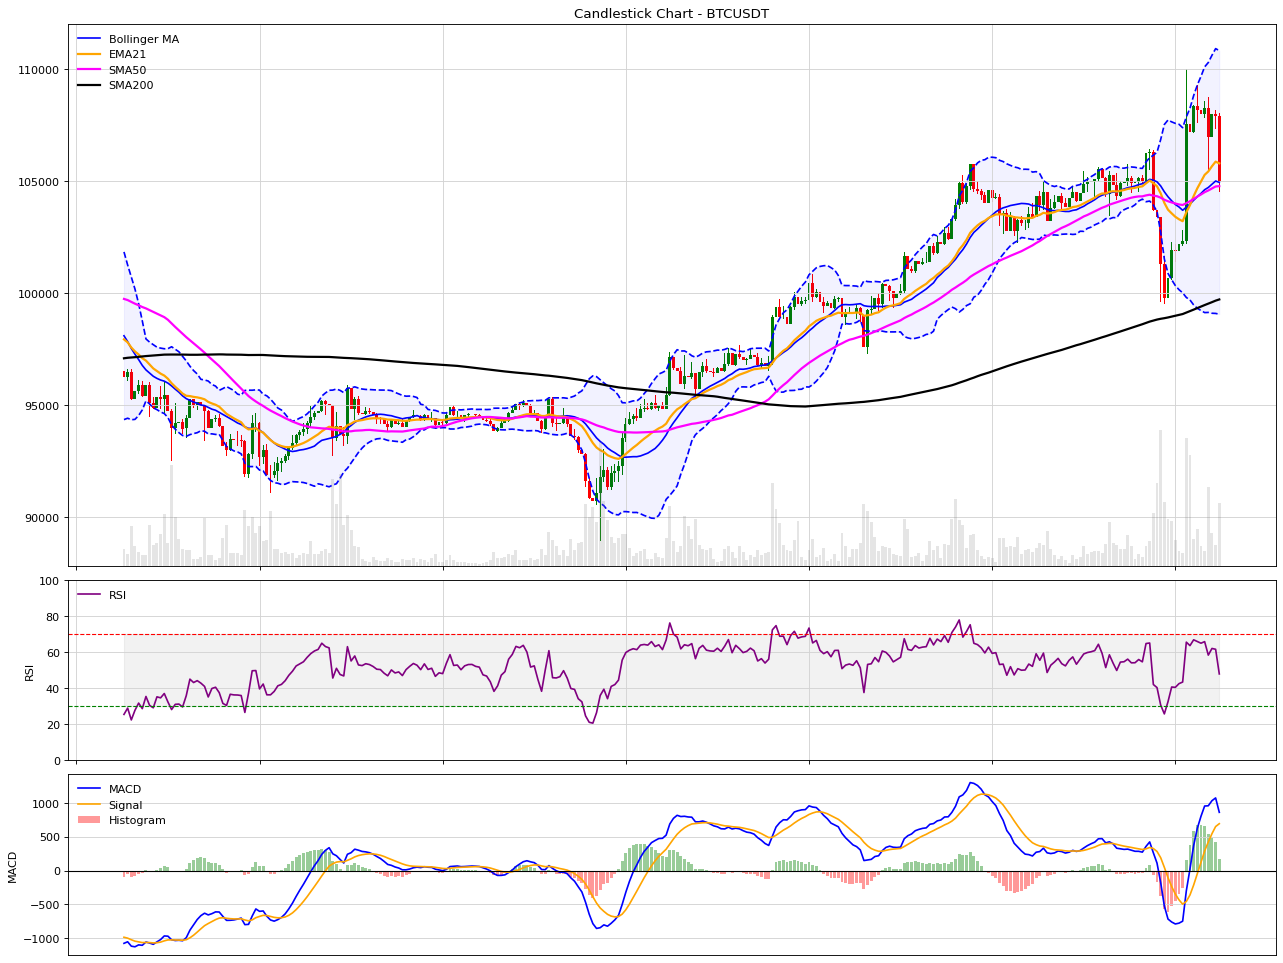 Candlestick Chart - BTCUSDT
Bollinger MA
EMA21
SMA50
SMA200
110000
105000
100000
95000
90000
RSI
RSI
100
80
60
40
20
0
MACD
Signal
Histogram
MACD
1000
500
0
−500
−1000